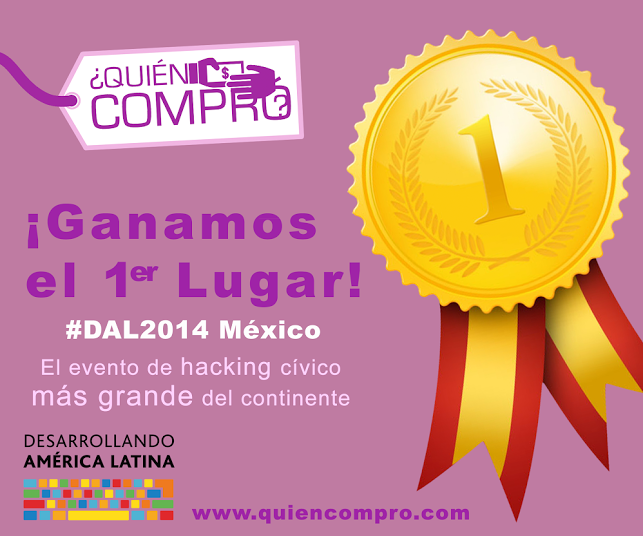 ¿QUIÉN
COMPRÓ?
$
1
¡Ganamos
el 1er Lugar!
#DAL2014 México
El evento de hacking cívico
más grande del continente
DESARROLLANDO
AMÉRICA LATINA
www.quiencompro.com